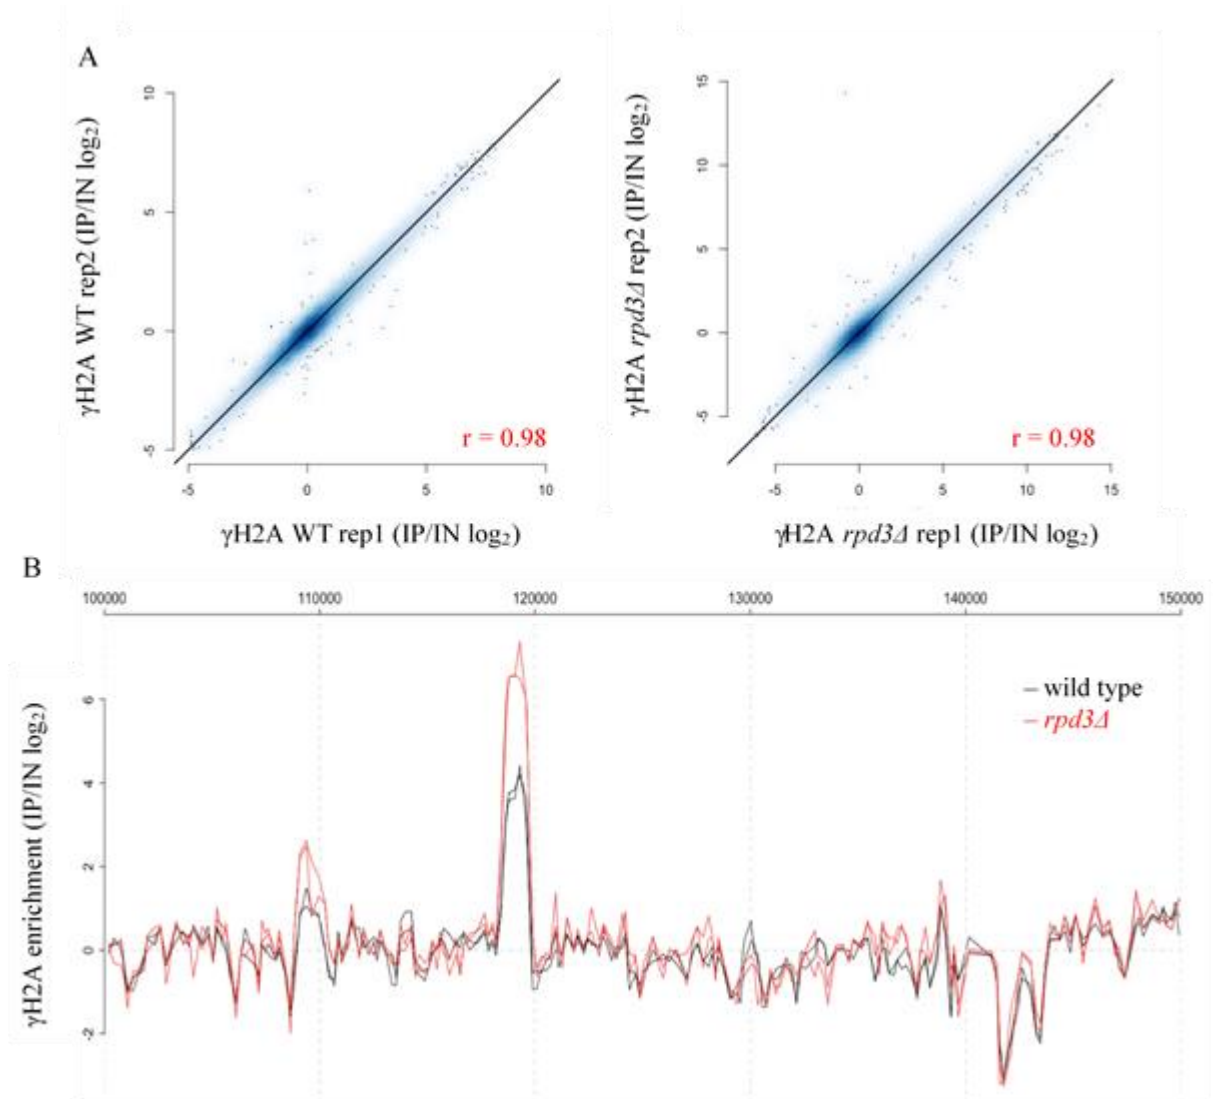 A
γH2A WT rep2 (IP/IN log₂)
10
5
0
-5
r = 0.98
-5 0 5 10
γH2A WT rep1 (IP/IN log₂)
γH2A rpd3Δ rep2 (IP/IN log₂)
15
10
5
0
-5
r = 0.98
-5 0 5 10 15
γH2A rpd3Δ rep1 (IP/IN log₂)
B
100000 110000 120000 130000 140000 150000
γH2A enrichment (IP/IN log₂)
6
4
2
0
-2
wild type
rpd3Δ